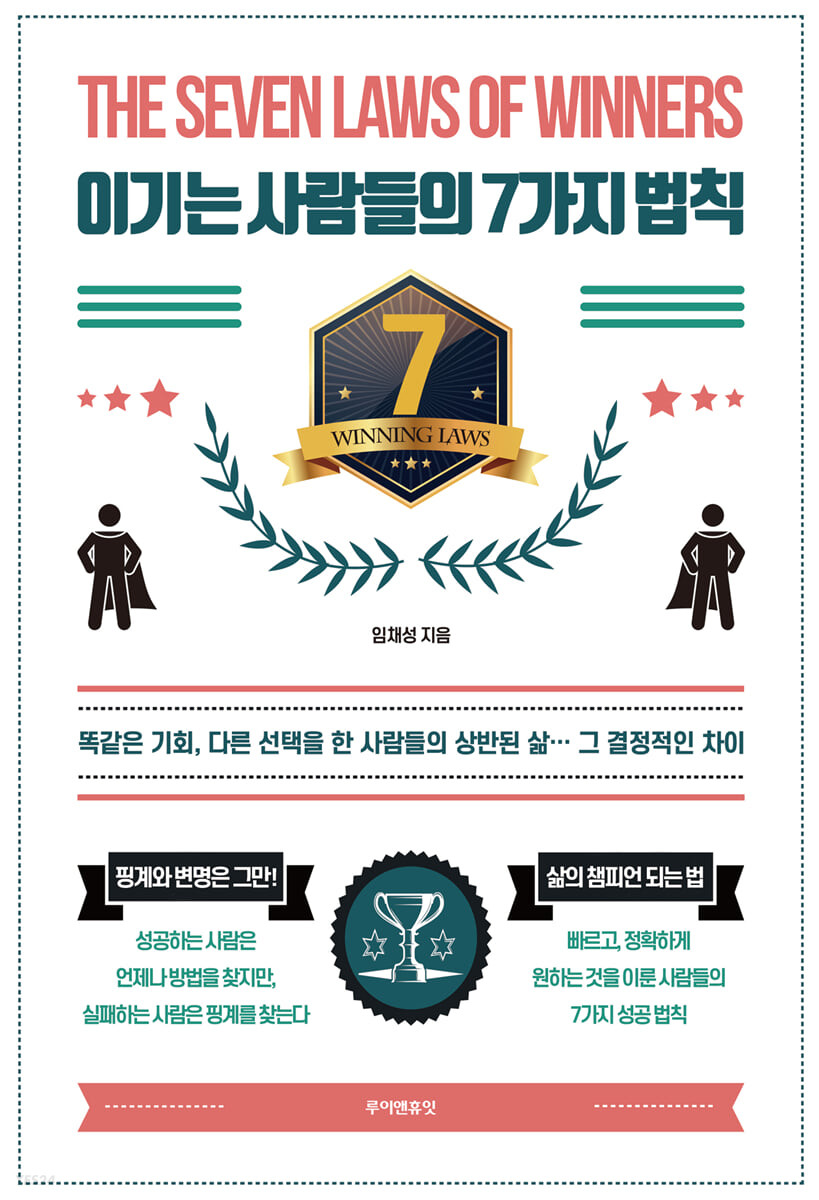 THE SEVEN LAWS OF WINNERS
이기는 사람들의 7가지 법칙
7
WINNING LAWS
임채성 지음
똑같은 기회, 다른 선택을 한 사람들의 상반된 삶… 그 결정적인 차이
핑계와 변명은 그만!
성공하는 사람은
언제나 방법을 찾지만,
실패하는 사람은 핑계를 찾는다
삶의 챔피언 되는 법
빠르고, 정확하게
원하는 것을 이룬 사람들의
7가지 성공 법칙
루이앤휴잇